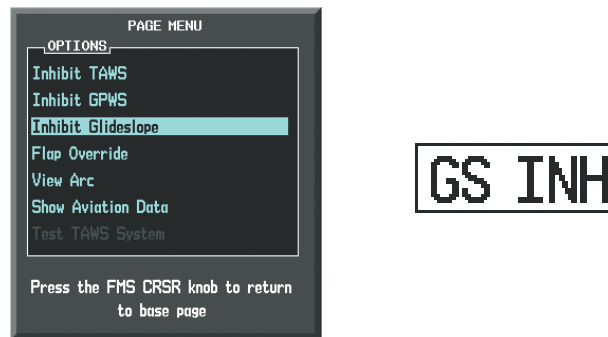 PAGE MENU
OPTIONS
Inhibit TAWS
Inhibit GPWS
Inhibit Glideslope
Flap Override
View Arc
Show Aviation Data
Test TAWS System
Press the FMS CRSR knob to return
to base page
GS INH